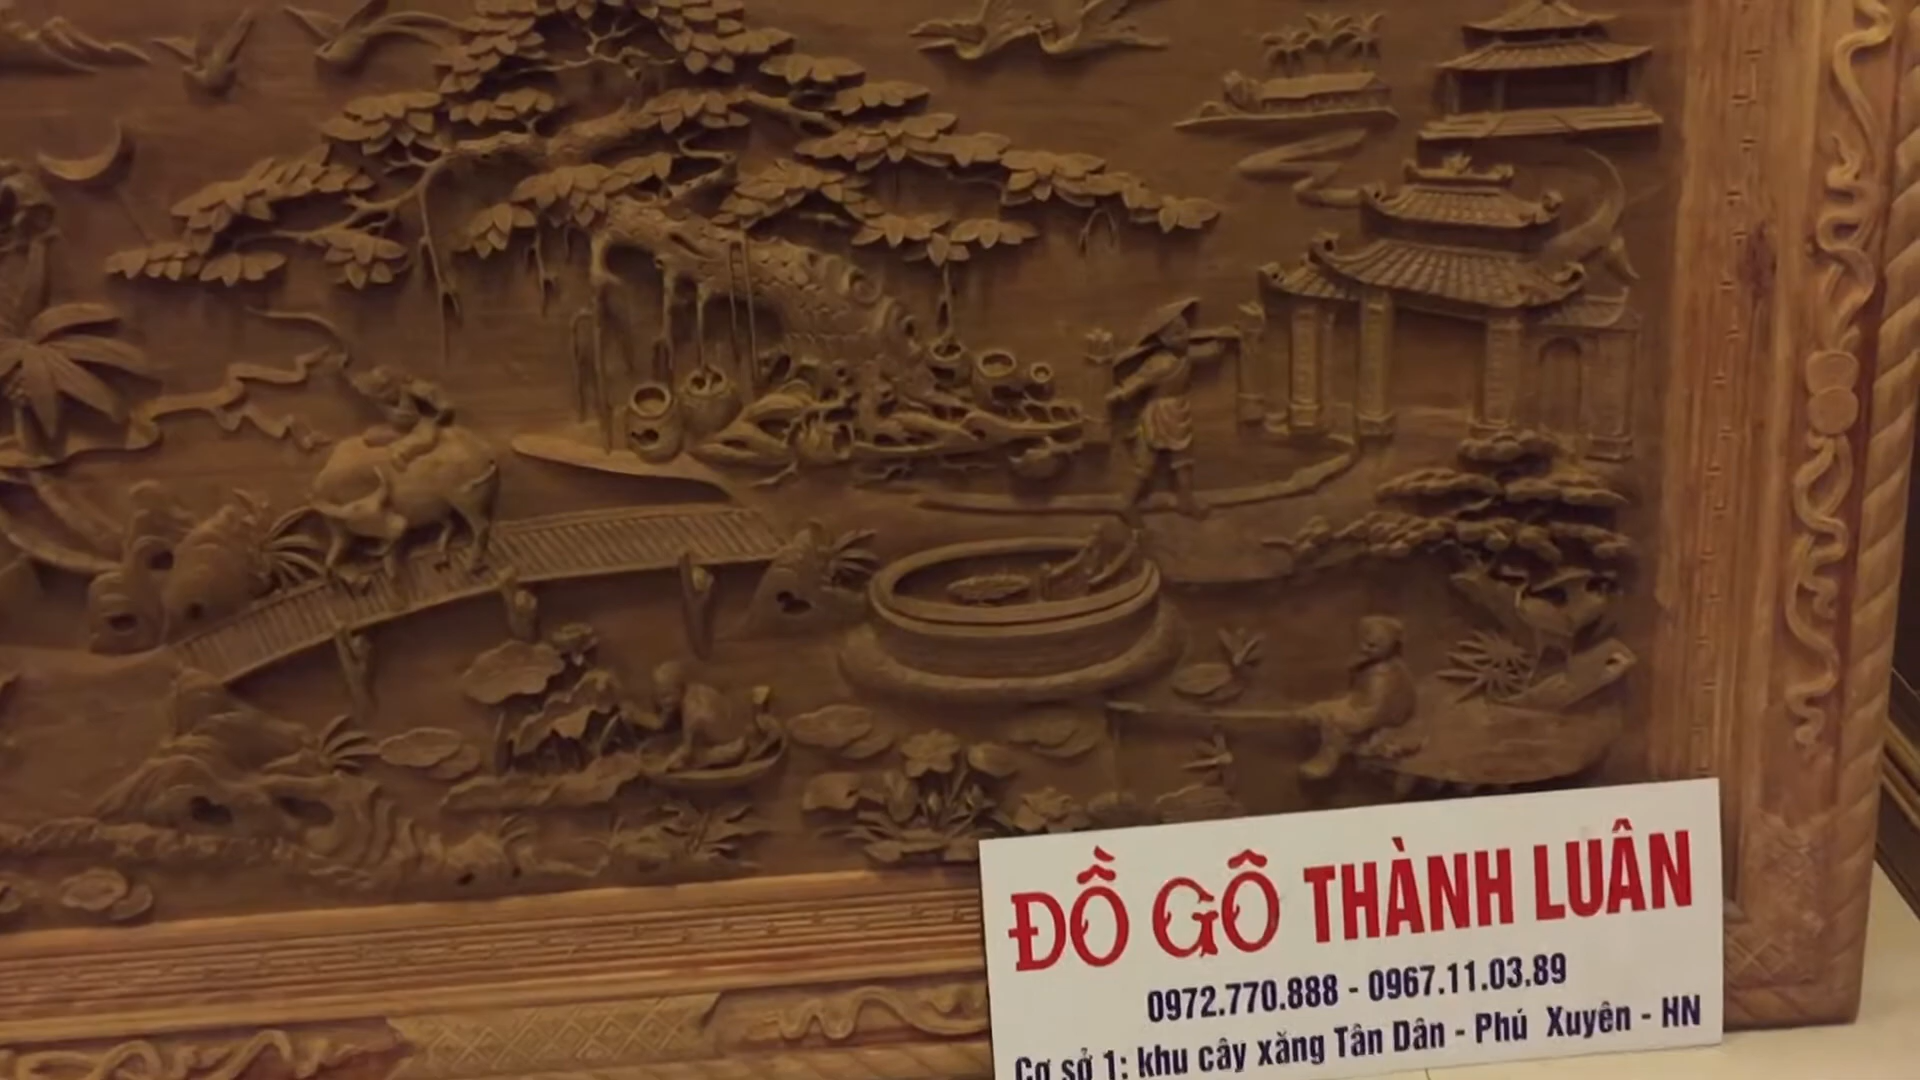 ĐỒ GÔ THÀNH LUÂN
0972.770.888 - 0967.11.03.89
Cơ sở 1: khu cây xăng Tân Dân - Phú Xuyên - HN